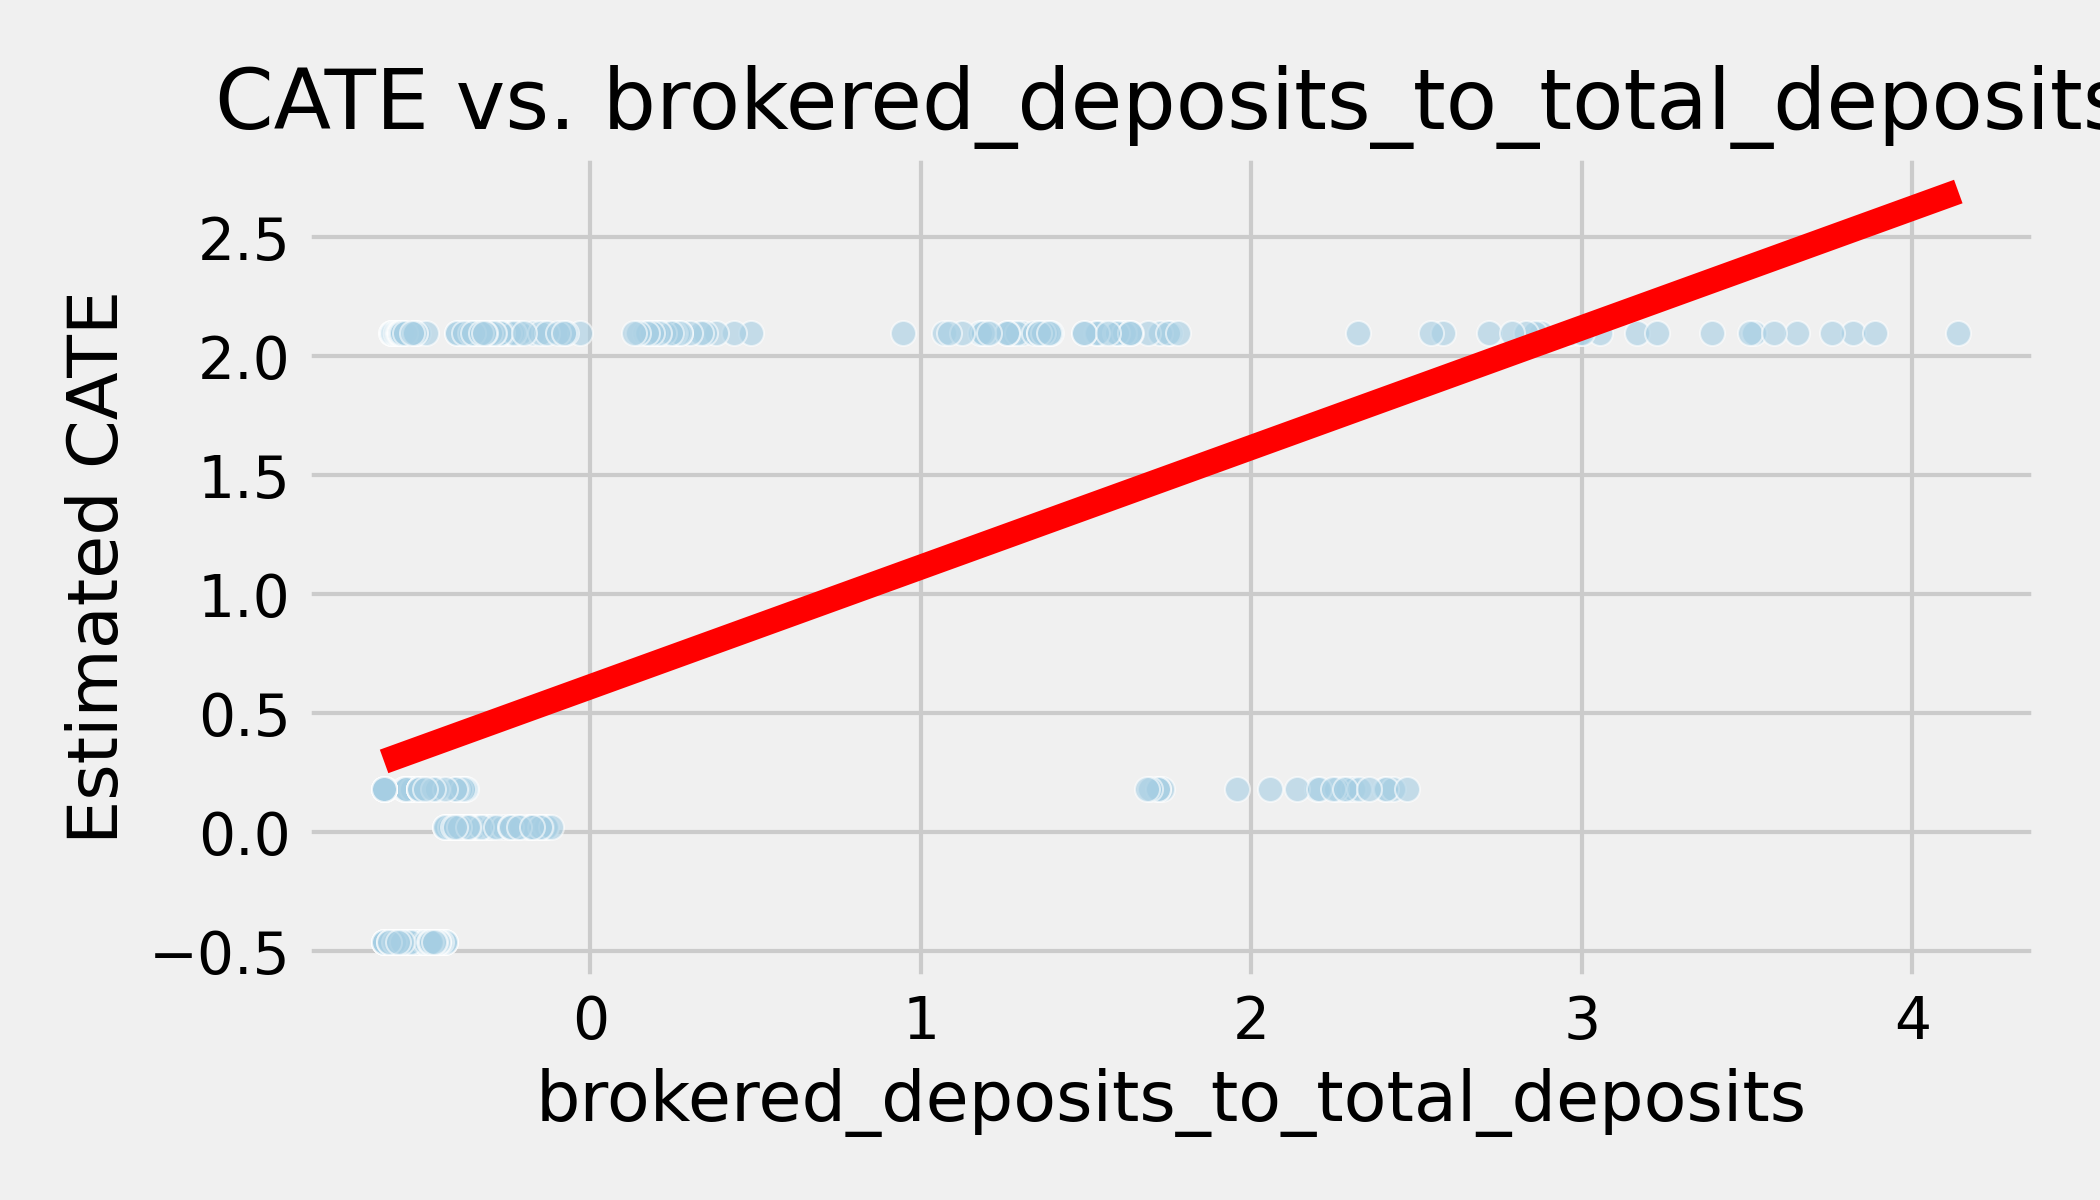 CATE vs. brokered_deposits_to_total_deposits
Estimated CATE
2.5
2.0
1.5
1.0
0.5
0.0
−0.5
0 1 2 3 4
brokered_deposits_to_total_deposits